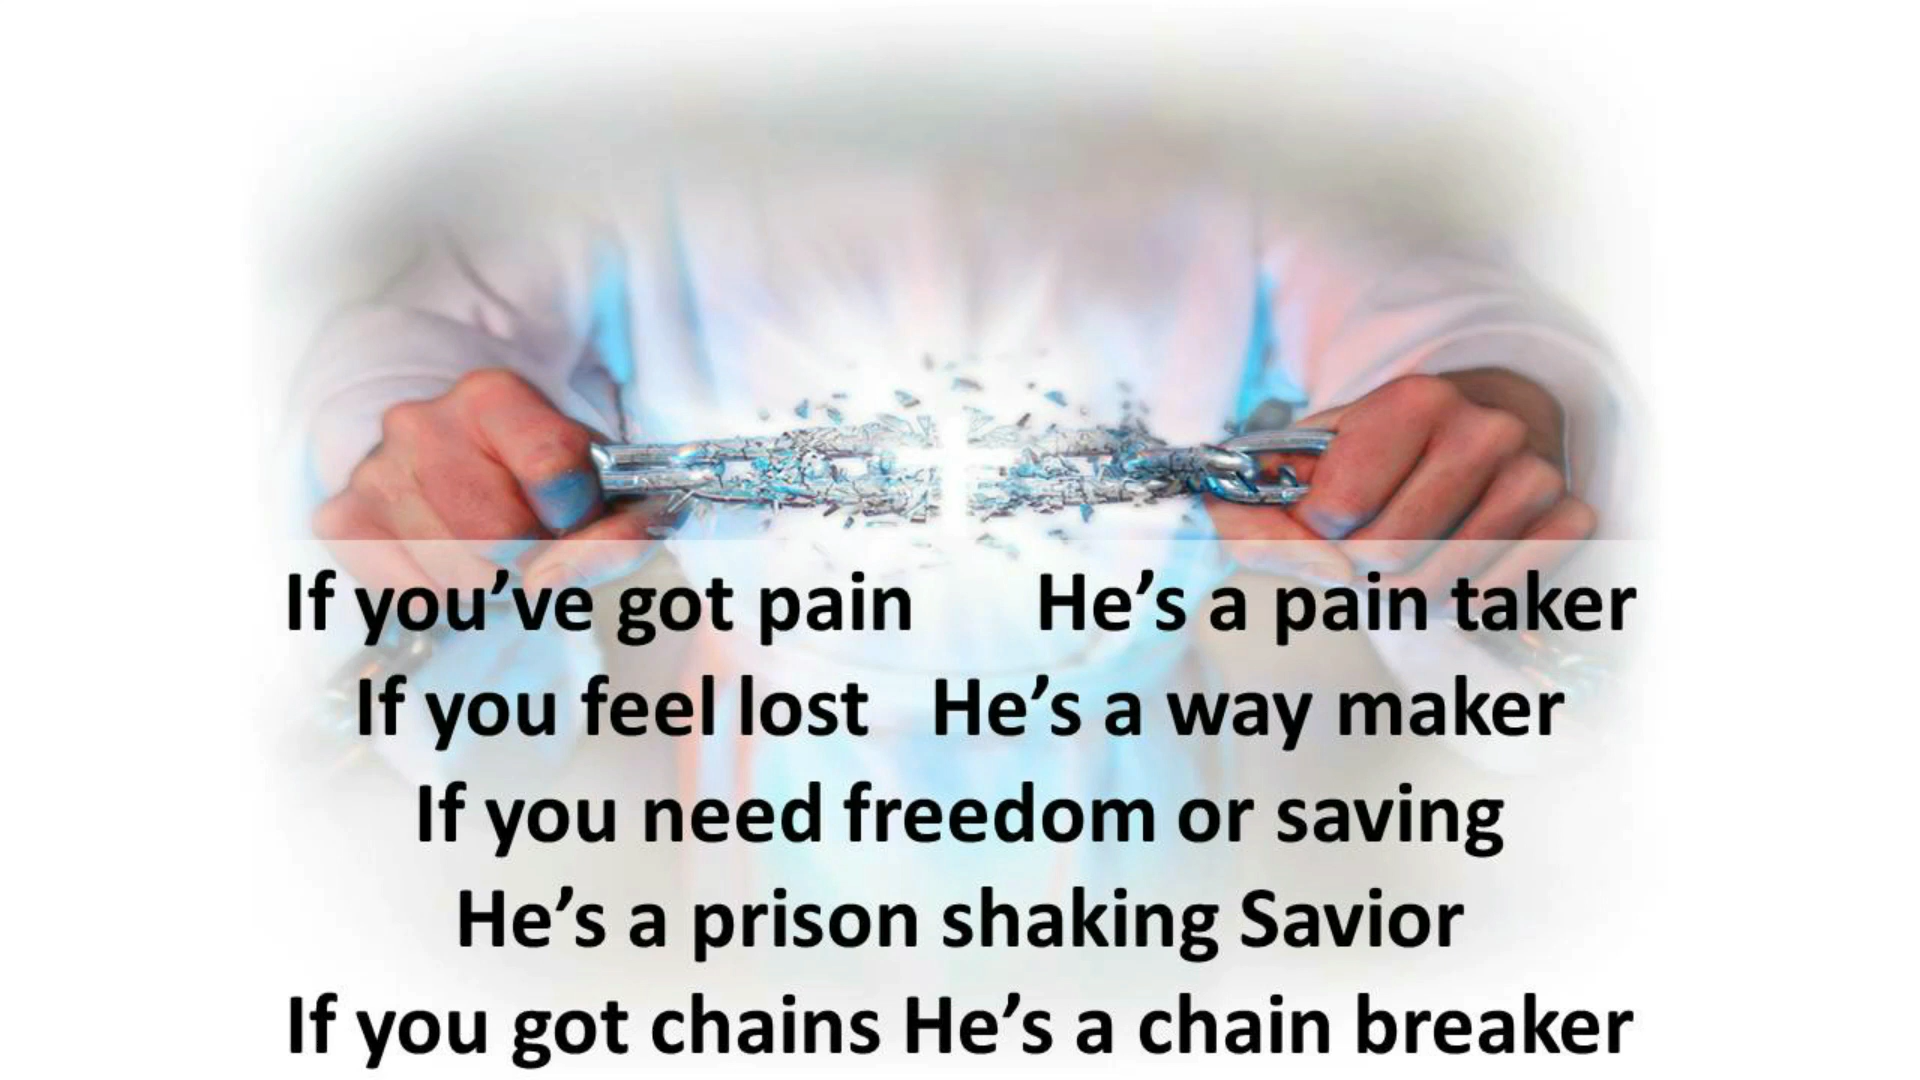 If you’ve got pain He’s a pain taker
If you feel lost He’s a way maker
If you need freedom or saving
He’s a prison shaking Savior
If you got chains He’s a chain breaker